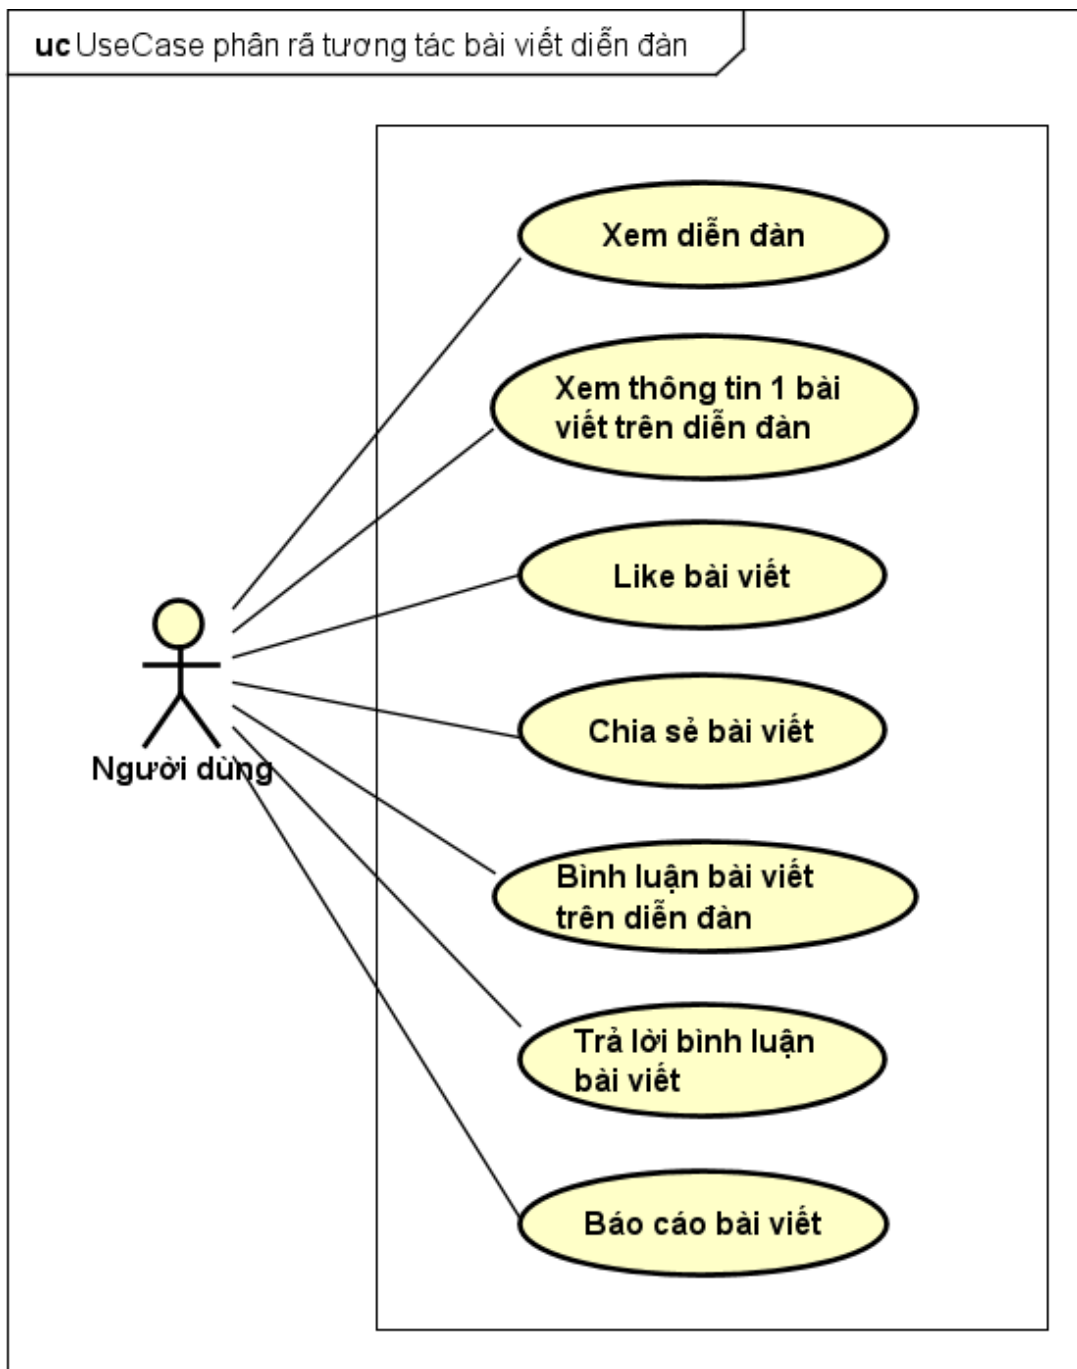 uc UseCase phân rã tương tác bài viết diễn đàn
Xem diễn đàn
Xem thông tin 1 bài
viết trên diễn đàn
Like bài viết
Chia sẻ bài viết
Người dùng
Bình luận bài viết
trên diễn đàn
Trả lời bình luận
bài viết
Báo cáo bài viết